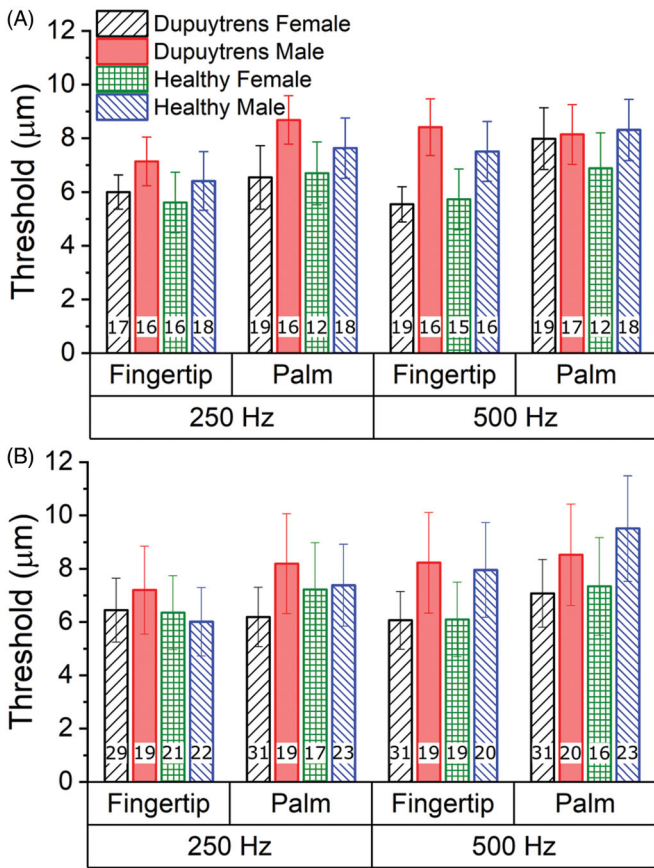 (A)
Dupuytrens Female
Dupuytrens Male
Healthy Female
Healthy Male
12
10
8
6
4
2
0
Threshold (μm)
17 16 16 18 19 16 12 18 19 16 15 16 19 17 12 18
Fingertip Palm Fingertip Palm
250 Hz 500 Hz
(B)
12
10
8
6
4
2
0
Threshold (μm)
29 19 21 22 31 19 17 23 31 19 19 20 31 20 16 23
Fingertip Palm Fingertip Palm
250 Hz 500 Hz